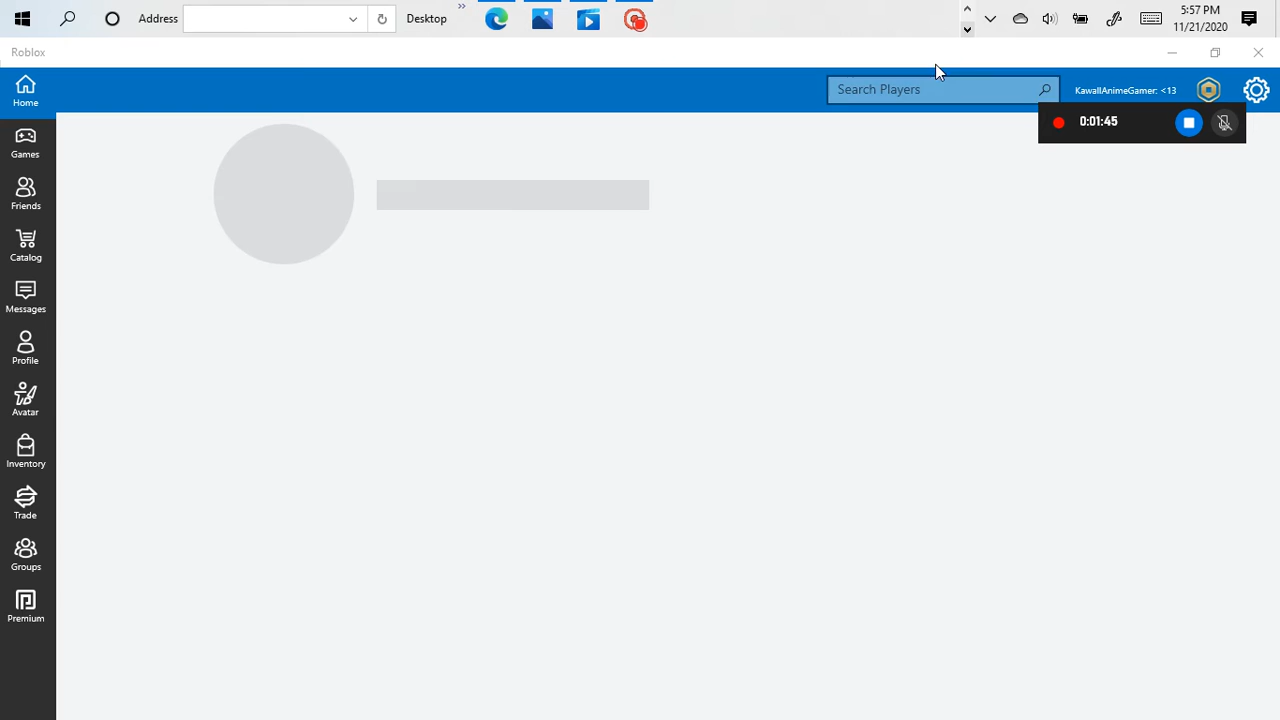 Address
Desktop
5:57 PM
11/21/2020
Roblox
Home
Search Players
KawaIIAnimeGamer: <13
0:01:45
Games
Friends
Catalog
Messages
Profile
Avatar
Inventory
Trade
Groups
Premium